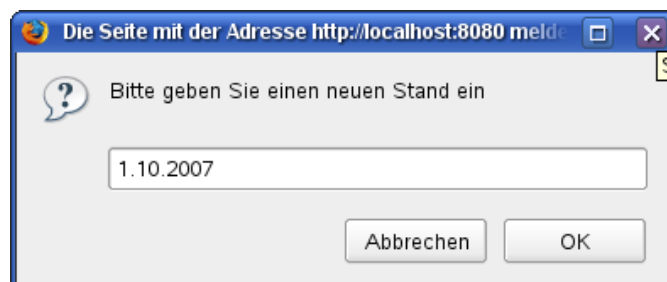 Die Seite mit der Adresse http://localhost:8080
Bitte geben Sie einen neuen Stand ein
1.10.2007
Abbrechen
OK